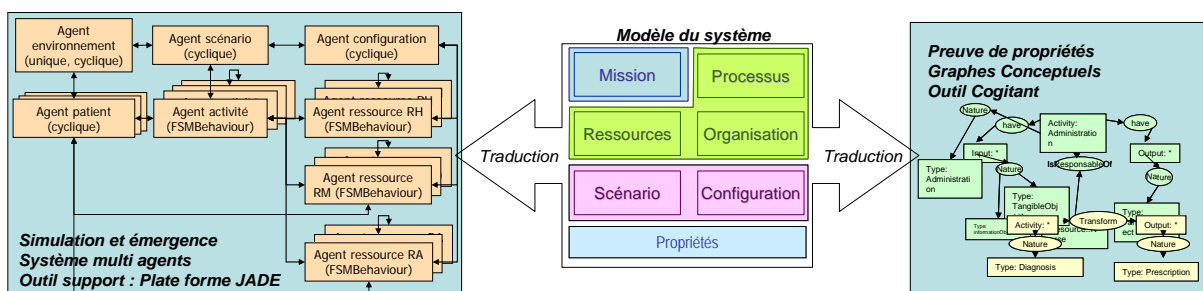 Agent
environnement
(unique, cyclique)
Agent scénario
(cyclique)
Agent configuration
(cyclique)
Agent patient
(cyclique)
Agent activité
(FSMBehaviour)
Agent ressource RH
Agent ressource RH
(FSMBehaviour)
Agent ressource
RM (FSMBehaviour)
Agent ressource RA
(FSMBehaviour)
Simulation et émergence
Système multi agents
Outil support : Plate forme JADE
Traduction
Modèle du système
Mission
Processus
Ressources
Organisation
Scénario
Configuration
Propriétés
Traduction
Preuve de propriétés
Graphes Conceptuels
Outil Cogitant
Nature
have
Activity:
Administratio
n
have
Input: *
IsResponsableOf
Output: *
Type:
Administrati
on
Nature
Nature
Type:
TangibleObj
Type:
Activity: *
Transform
Output: *
Nature
Nature
Type: Diagnosis
Type: Prescription